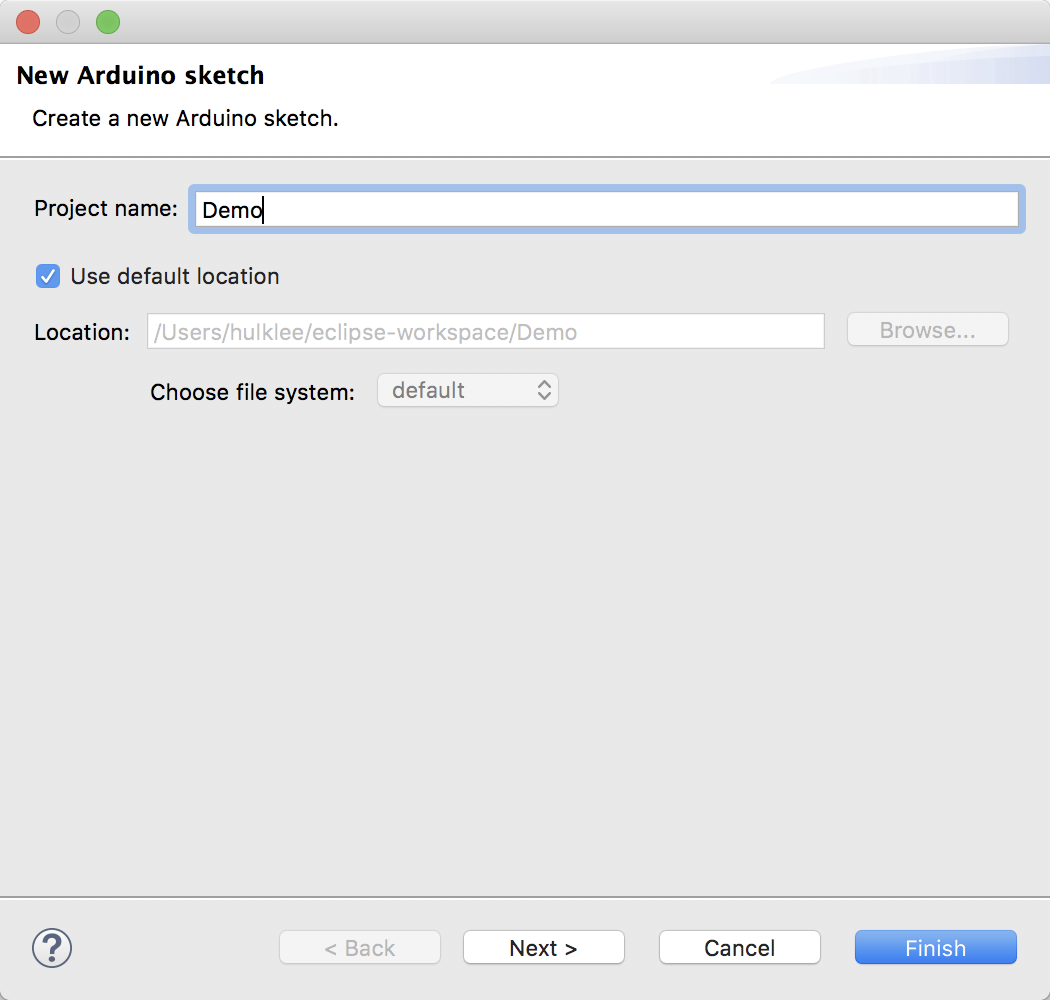 New Arduino sketch
Create a new Arduino sketch.
Project name: Demo
Use default location
Location: /Users/hulklee/eclipse-workspace/Demo Browse...
Choose file system: default
? < Back Next > Cancel Finish